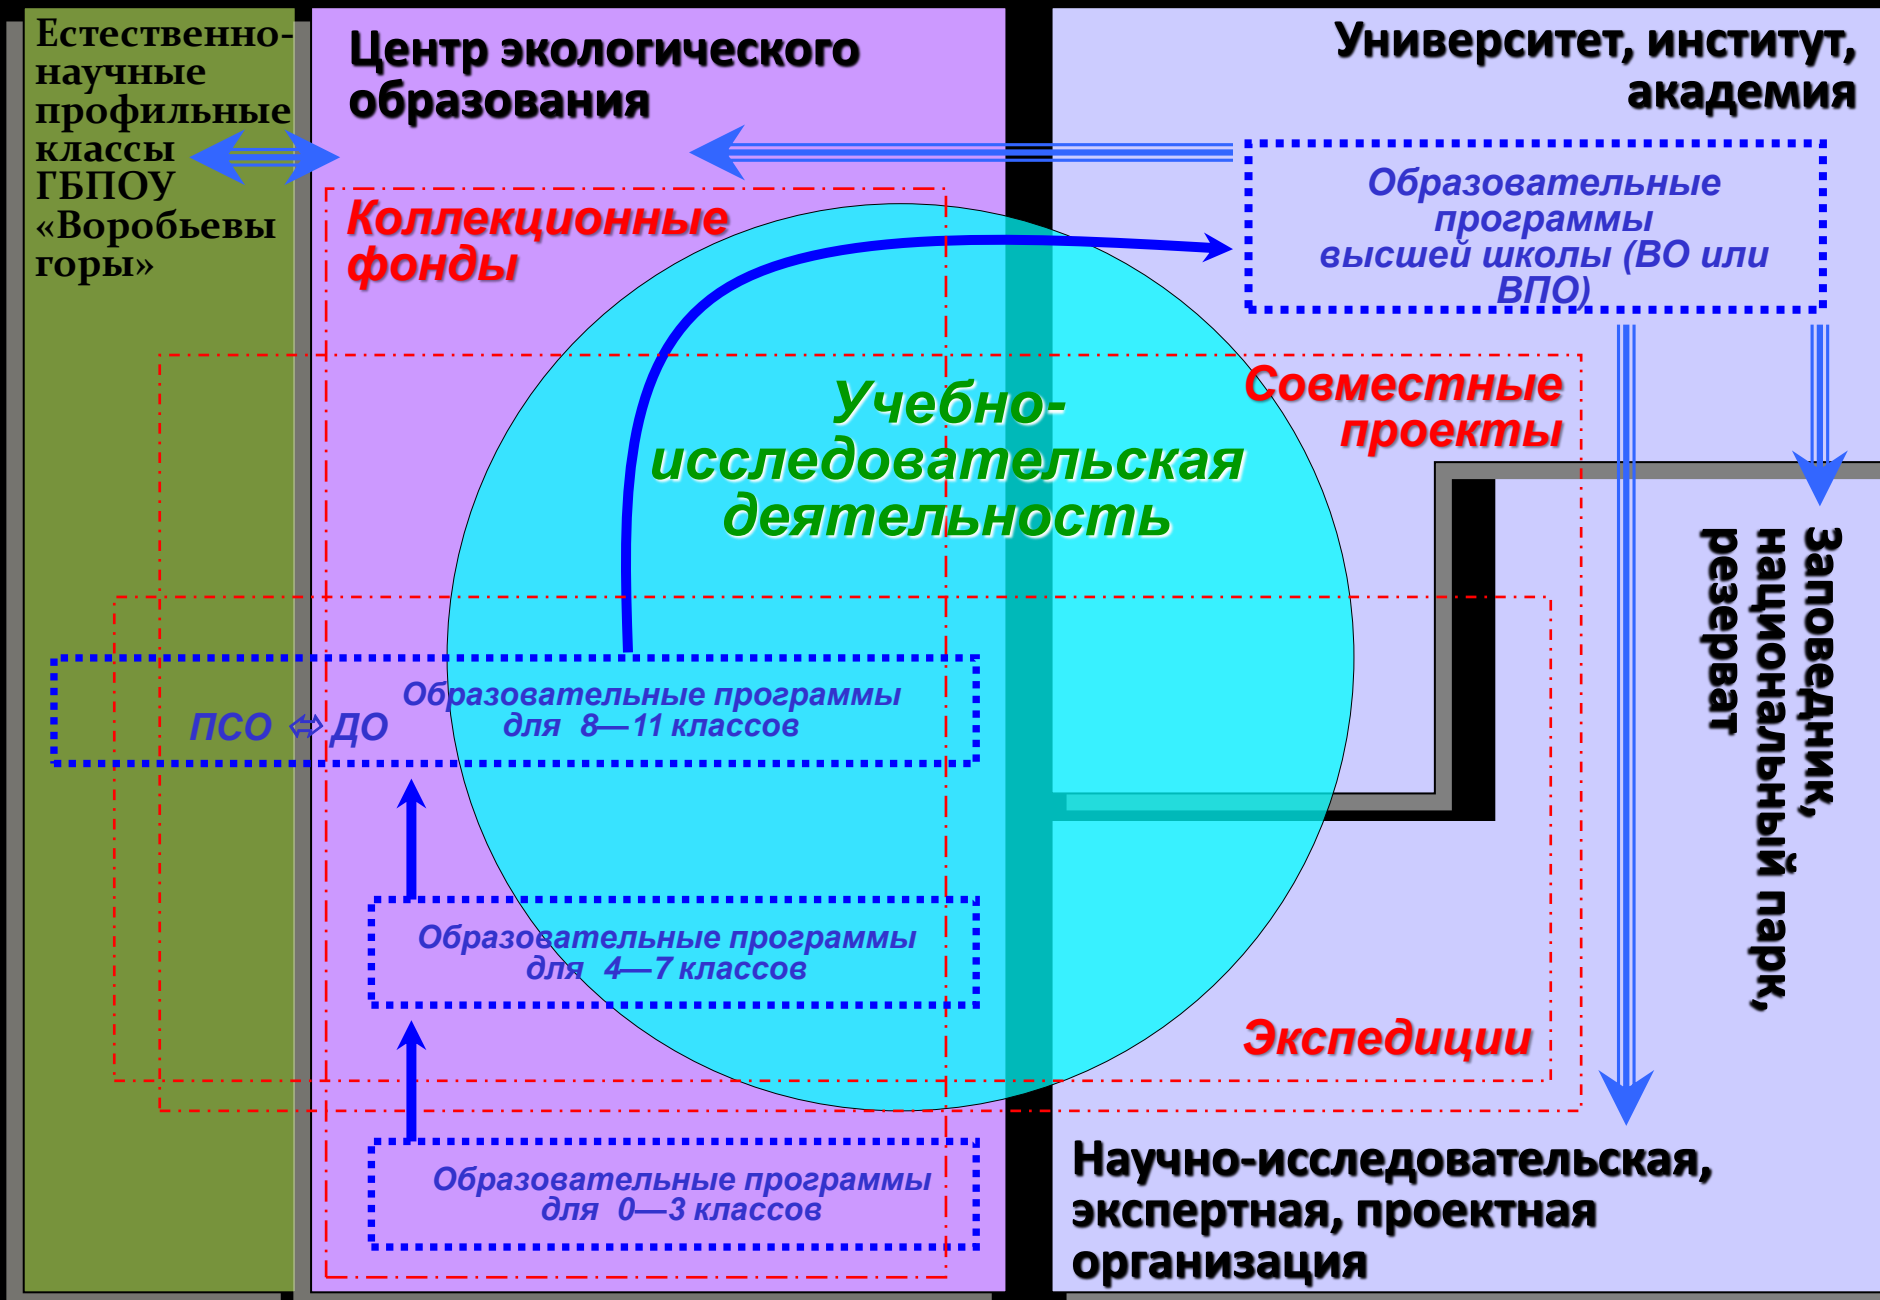 Естественно-
научные
профильные
классы
ГБПОУ
«Воробьевы
горы»
Центр экологического
образования
Университет, институт,
академия
Образовательные
программы
высшей школы (ВО или
ВПО)
Коллекционные
фонды
Совместные
проекты
Учебно-
исследовательская
деятельность
Заповедник,
национальный парк,
резерват
ПСО ⇔ ДО
Образовательные программы
для 8—11 классов
Образовательные программы
для 4—7 классов
Экспедиции
Образовательные программы
для 0—3 классов
Научно-исследовательская,
экспертная, проектная
организация